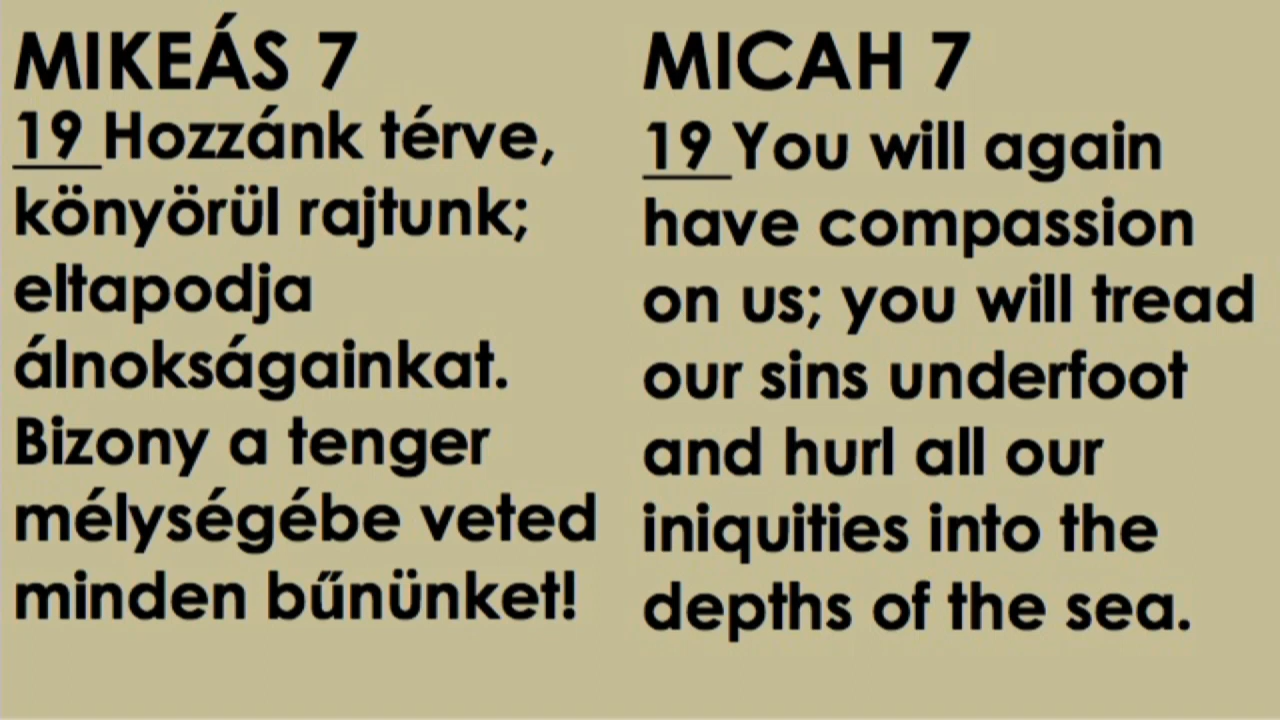 MIKEÁS 7
19 Hozzánk térve,
könyörül rajtunk;
eltapodja
álnokságainkat.
Bizony a tenger
mélységébe veted
minden bűnünket!
MICAH 7
19 You will again
have compassion
on us; you will tread
our sins underfoot
and hurl all our
iniquities into the
depths of the sea.